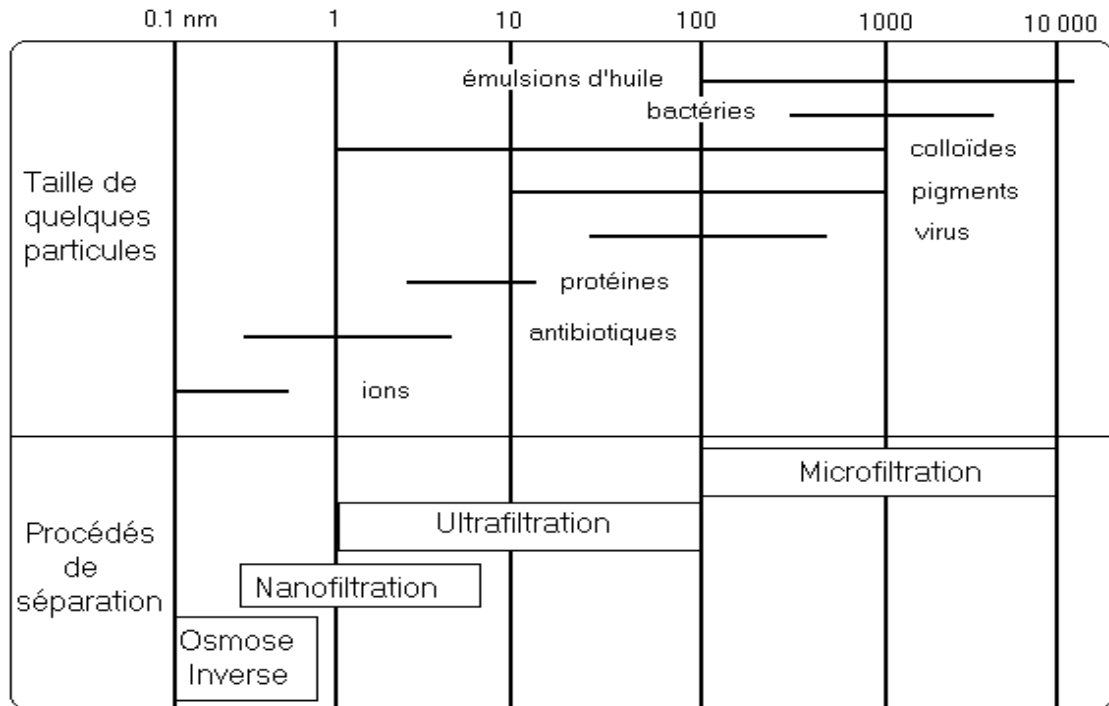 0.1 nm 1 10 100 1000 10 000
émulsions d'huile
bactéries
colloïdes
Taille de
quelques
particules
pigments
virus
protéines
antibiotiques
ions
Microfiltration
Ultrafiltration
Procédés
de
séparation
Nanofiltration
Osmose
Inverse